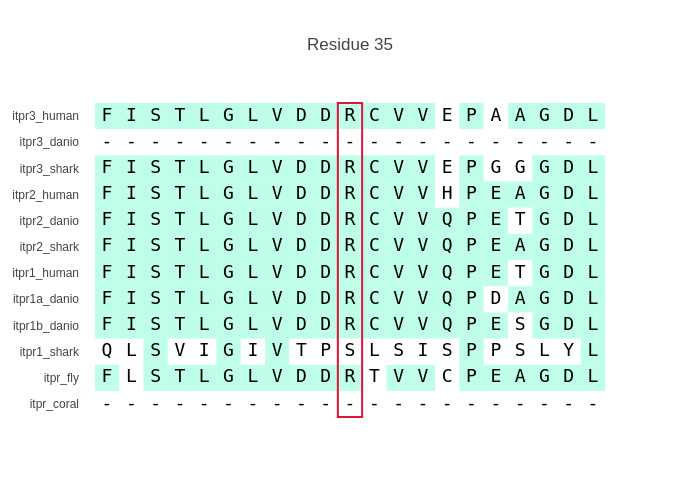 Residue 35
itpr3_human F I S T L G L V D D R C V V E P A A G D L
itpr3_danio - - - - - - - - - - - - - - - - - - - - -
itpr3_shark F I S T L G L V D D R C V V E P G G G D L
itpr2_human F I S T L G L V D D R C V V H P E A G D L
itpr2_danio F I S T L G L V D D R C V V Q P E T G D L
itpr2_shark F I S T L G L V D D R C V V Q P E A G D L
itpr1_human F I S T L G L V D D R C V V Q P E T G D L
itpr1a_danio F I S T L G L V D D R C V V Q P D A G D L
itpr1b_danio F I S T L G L V D D R C V V Q P E S G D L
itpr1_shark Q L S V I G I V T P S L S I S P P S L Y L
itpr_fly F L S T L G L V D D R T V V C P E A G D L
itpr_coral - - - - - - - - - - - - - - - - - - - - -